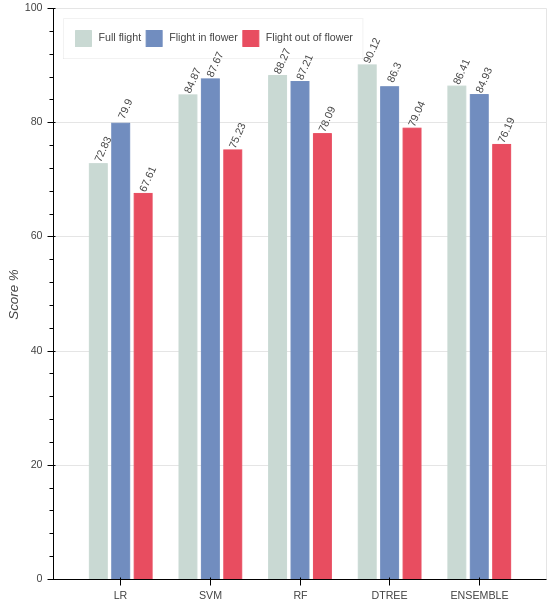 100
80
60
40
20
0
Score %
Full flight
Flight in flower
Flight out of flower
72.83
79.9
67.61
84.87
87.67
75.23
88.27
87.21
78.09
90.12
86.3
79.04
86.41
84.93
76.19
LR
SVM
RF
DTREE
ENSEMBLE